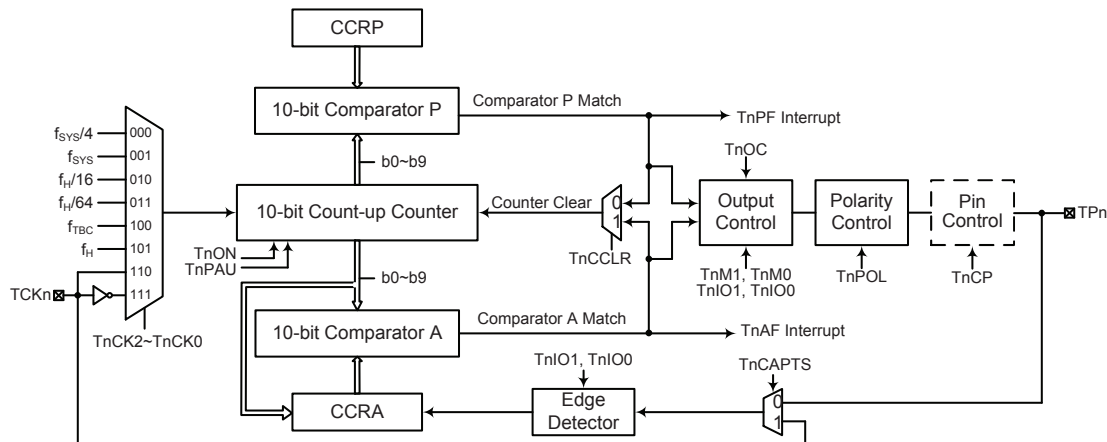 CCRP
10-bit Comparator P
Comparator P Match
TnPF Interrupt
b0~b9
TnOC
fSYS/4
000
fSYS
001
fH/16
010
fH/64
011
fTBC
100
fH
101
110
111
TCKn
TnCK2~TnCK0
10-bit Count-up Counter
TnON
TnPAU
Counter Clear
0
1
TnCCLR
Output
Control
TnM1, TnM0
TnIO1, TnIO0
Polarity
Control
TnPOL
Pin
Control
TnCP
TPn
b0~b9
10-bit Comparator A
Comparator A Match
TnAF Interrupt
TnIO1, TnIO0
TnCAPTS
CCRA
Edge
Detector
0
1